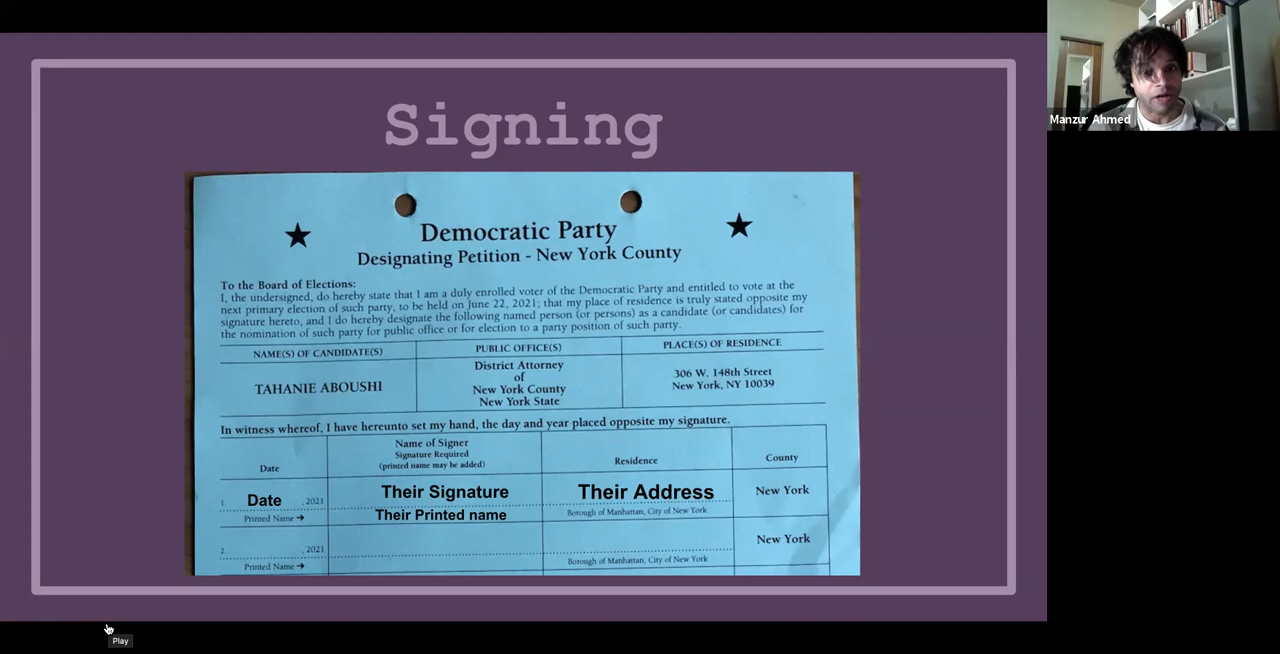 Signing
Manzur Ahmed
Democratic Party
Designating Petition - New York County
To the Board of Elections:
I, the undersigned, do hereby state that I am a duly enrolled voter of the Democratic Party and entitled to vote at the
next primary election of such party, to be held on June 22, 2021; that my place of residence is truly stated opposite my
signature hereto, and I do hereby designate the following named person (or persons) as a candidate (or candidates) for
the nomination of such party for public office or for election to a party position of such party.
NAME(S) OF CANDIDATE(S)
PUBLIC OFFICE(S)
PLACE(S) OF RESIDENCE
TAHANIE ABOUSHI
District Attorney
of
New York County
New York State
306 W. 148th Street
New York, NY 10039
In witness whereof, I have hereunto set my hand, the day and year placed opposite my signature.
Date
Name of Signer
Signature Required
(printed name may be added)
Residence
County
1. Date , 2021
Their Signature
Their Address
New York
Printed Name →
Their Printed name
Borough of Manhattan, City of New York
2 , 2021
New York
Printed Name →
Borough of Manhattan, City of New York
Play